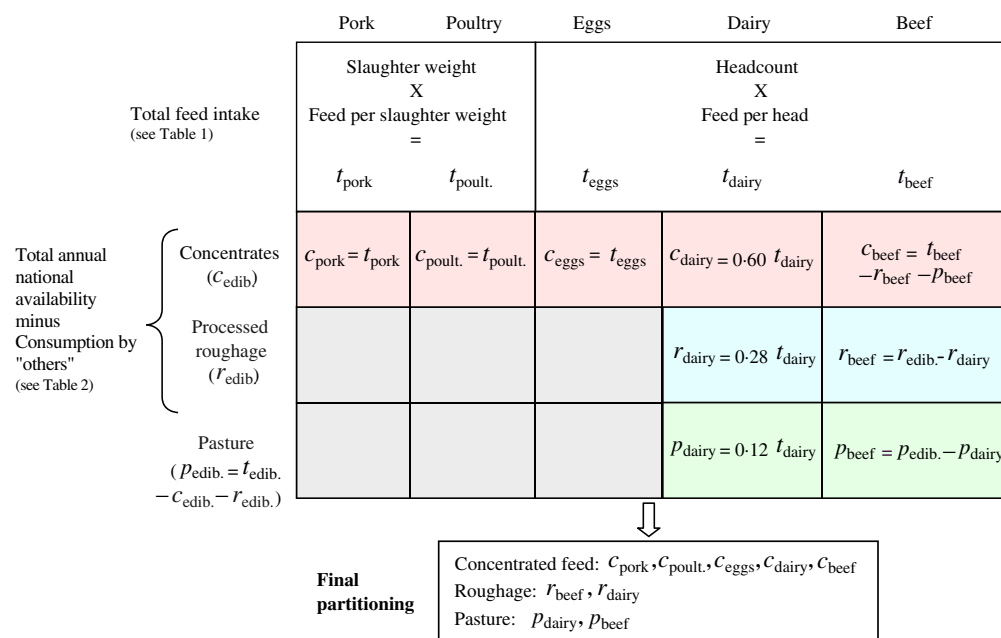 Pork Poultry Eggs Dairy Beef
Total feed intake
(see Table 1)
Slaughter weight
X
Feed per slaughter weight
=
t_pork t_poult.
Headcount
X
Feed per head
=
t_eggs t_dairy t_beef
Total annual
national
availability
minus
Consumption by
"others"
(see Table 2)
Concentrates
(c_edib)
c_pork = t_pork
c_poult. = t_poult.
c_eggs = t_eggs
c_dairy = 0·60 t_dairy
c_beef = t_beef
−r_beef −p_beef
Processed
roughage
(r_edib)
r_dairy = 0·28 t_dairy
r_beef = r_edib.- r_dairy
Pasture
(p_edib. = t_edib.
−c_edib.− r_edib.)
p_dairy = 0·12 t_dairy
p_beef = p_edib.− p_dairy
Final
partitioning
Concentrated feed: c_pork, c_poult., c_eggs, c_dairy, c_beef
Roughage: r_beef, r_dairy
Pasture: p_dairy, p_beef